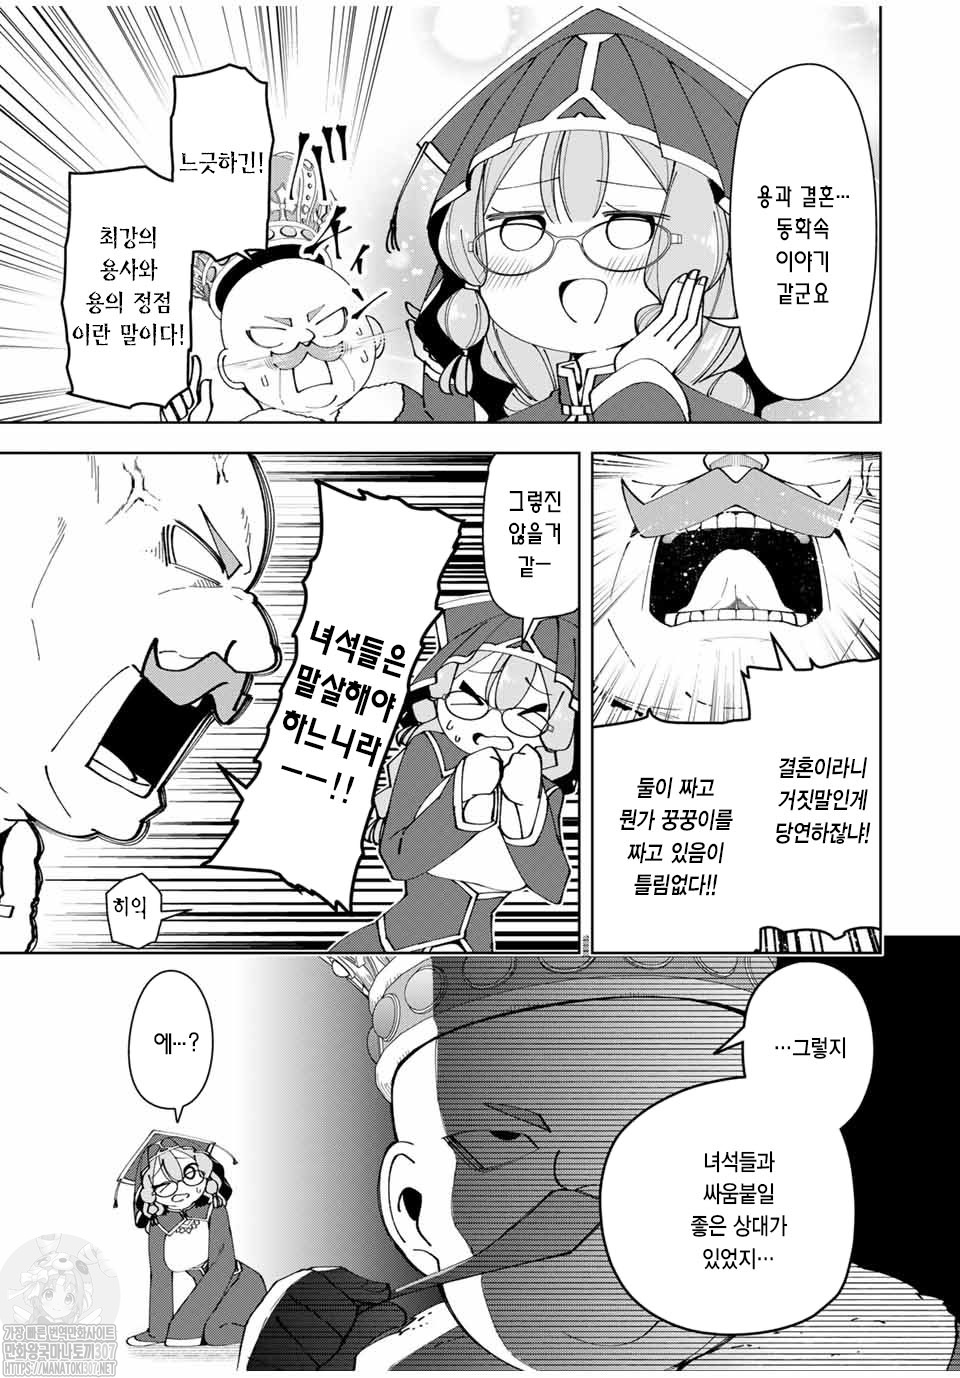 용과 결혼…
동화속
이야기
같군요
느긋하긴!
최강의
용사와
용의 정점
이란 말이다!
결혼이라니
거짓말인게
당연하잖냐!
둘이 짜고
뭔가 꿍꿍이를
짜고 있음이
틀림없다!!
그렇진
않을거
같ㅡ
녀석들은
말살해야
하느니라
ㅡㅡ!!
히익
…그렇지
녀석들과
싸움붙일
좋은 상대가
있었지…
에…?
가장 빠른 번역만화사이트
만화왕국마나토끼307
HTTPS://MANATOKI307.NET